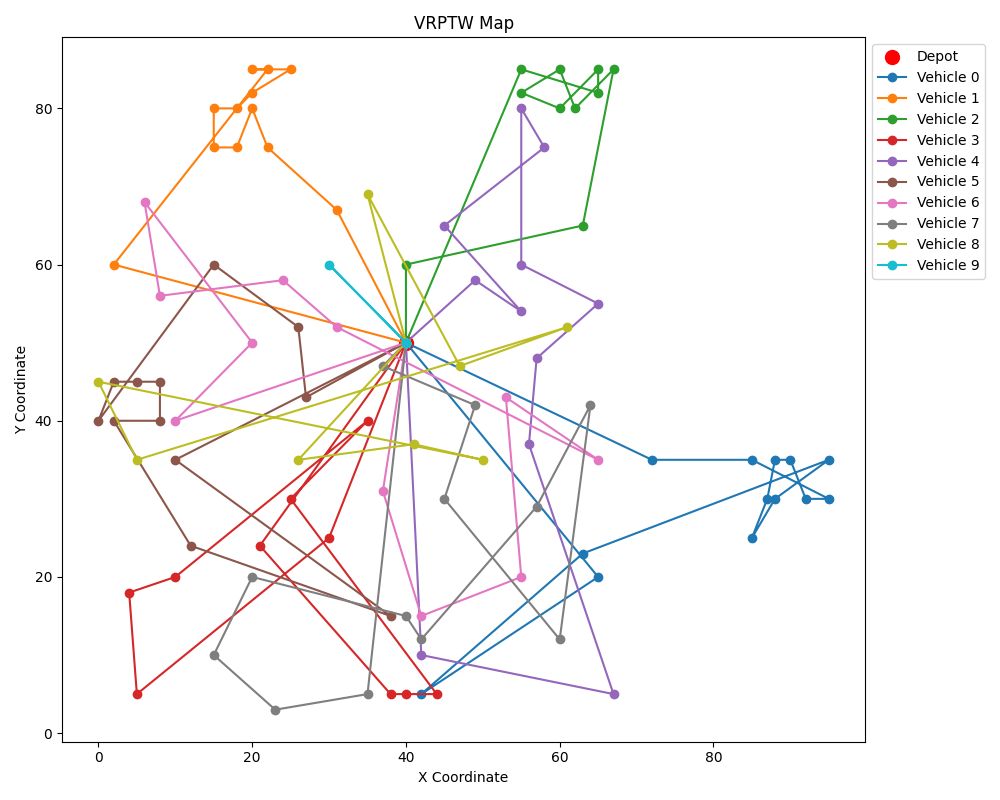 VRPTW Map
Depot
Vehicle 0
Vehicle 1
Vehicle 2
Vehicle 3
Vehicle 4
Vehicle 5
Vehicle 6
Vehicle 7
Vehicle 8
Vehicle 9
Y Coordinate
80
60
40
20
0
0 20 40 60 80
X Coordinate